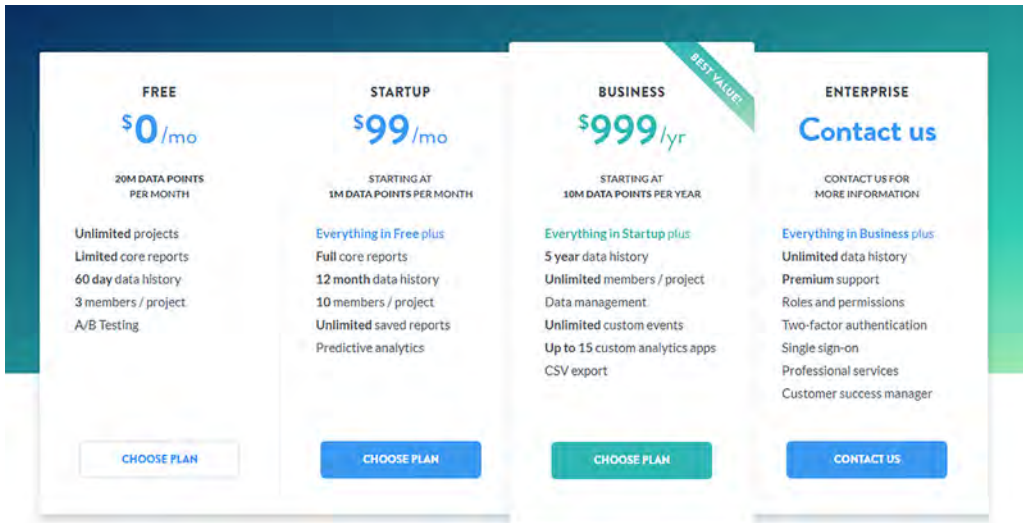 FREE
$0/mo
20M DATA POINTS
PER MONTH
Unlimited projects
Limited core reports
60 day data history
3 members / project
A/B Testing
CHOOSE PLAN
STARTUP
$99/mo
STARTING AT
1M DATA POINTS PER MONTH
Everything in Free plus
Full core reports
12 month data history
10 members / project
Unlimited saved reports
Predictive analytics
CHOOSE PLAN
BEST VALUE!
BUSINESS
$999/yr
STARTING AT
10M DATA POINTS PER YEAR
Everything in Startup plus
5 year data history
Unlimited members / project
Data management
Unlimited custom events
Up to 15 custom analytics apps
CSV export
CHOOSE PLAN
ENTERPRISE
Contact us
CONTACT US FOR
MORE INFORMATION
Everything in Business plus
Unlimited data history
Premium support
Roles and permissions
Two-factor authentication
Single sign-on
Professional services
Customer success manager
CONTACT US